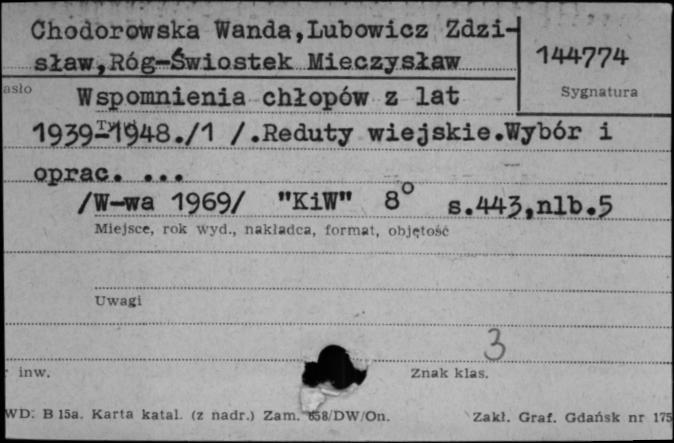 Chodorowska Wanda,Lubowicz Zdzi-
sław,Róg-Świostek Mieczysław
144774
asło
Wspomnienia chłopów z lat
Sygnatura
1939-1948./1 /.Reduty wiejskie.Wybór i
oprac. ...
/W-wa 1969/ "KiW" 8° s.443,nlb.5
Miejsce, rok wyd., nakładca, format, objętość
Uwagi
3
inw.
Znak klas.
WD: B 15a. Karta katal. (z nadr.) Zam. 658/DW/On.
Zakł. Graf. Gdańsk nr 175